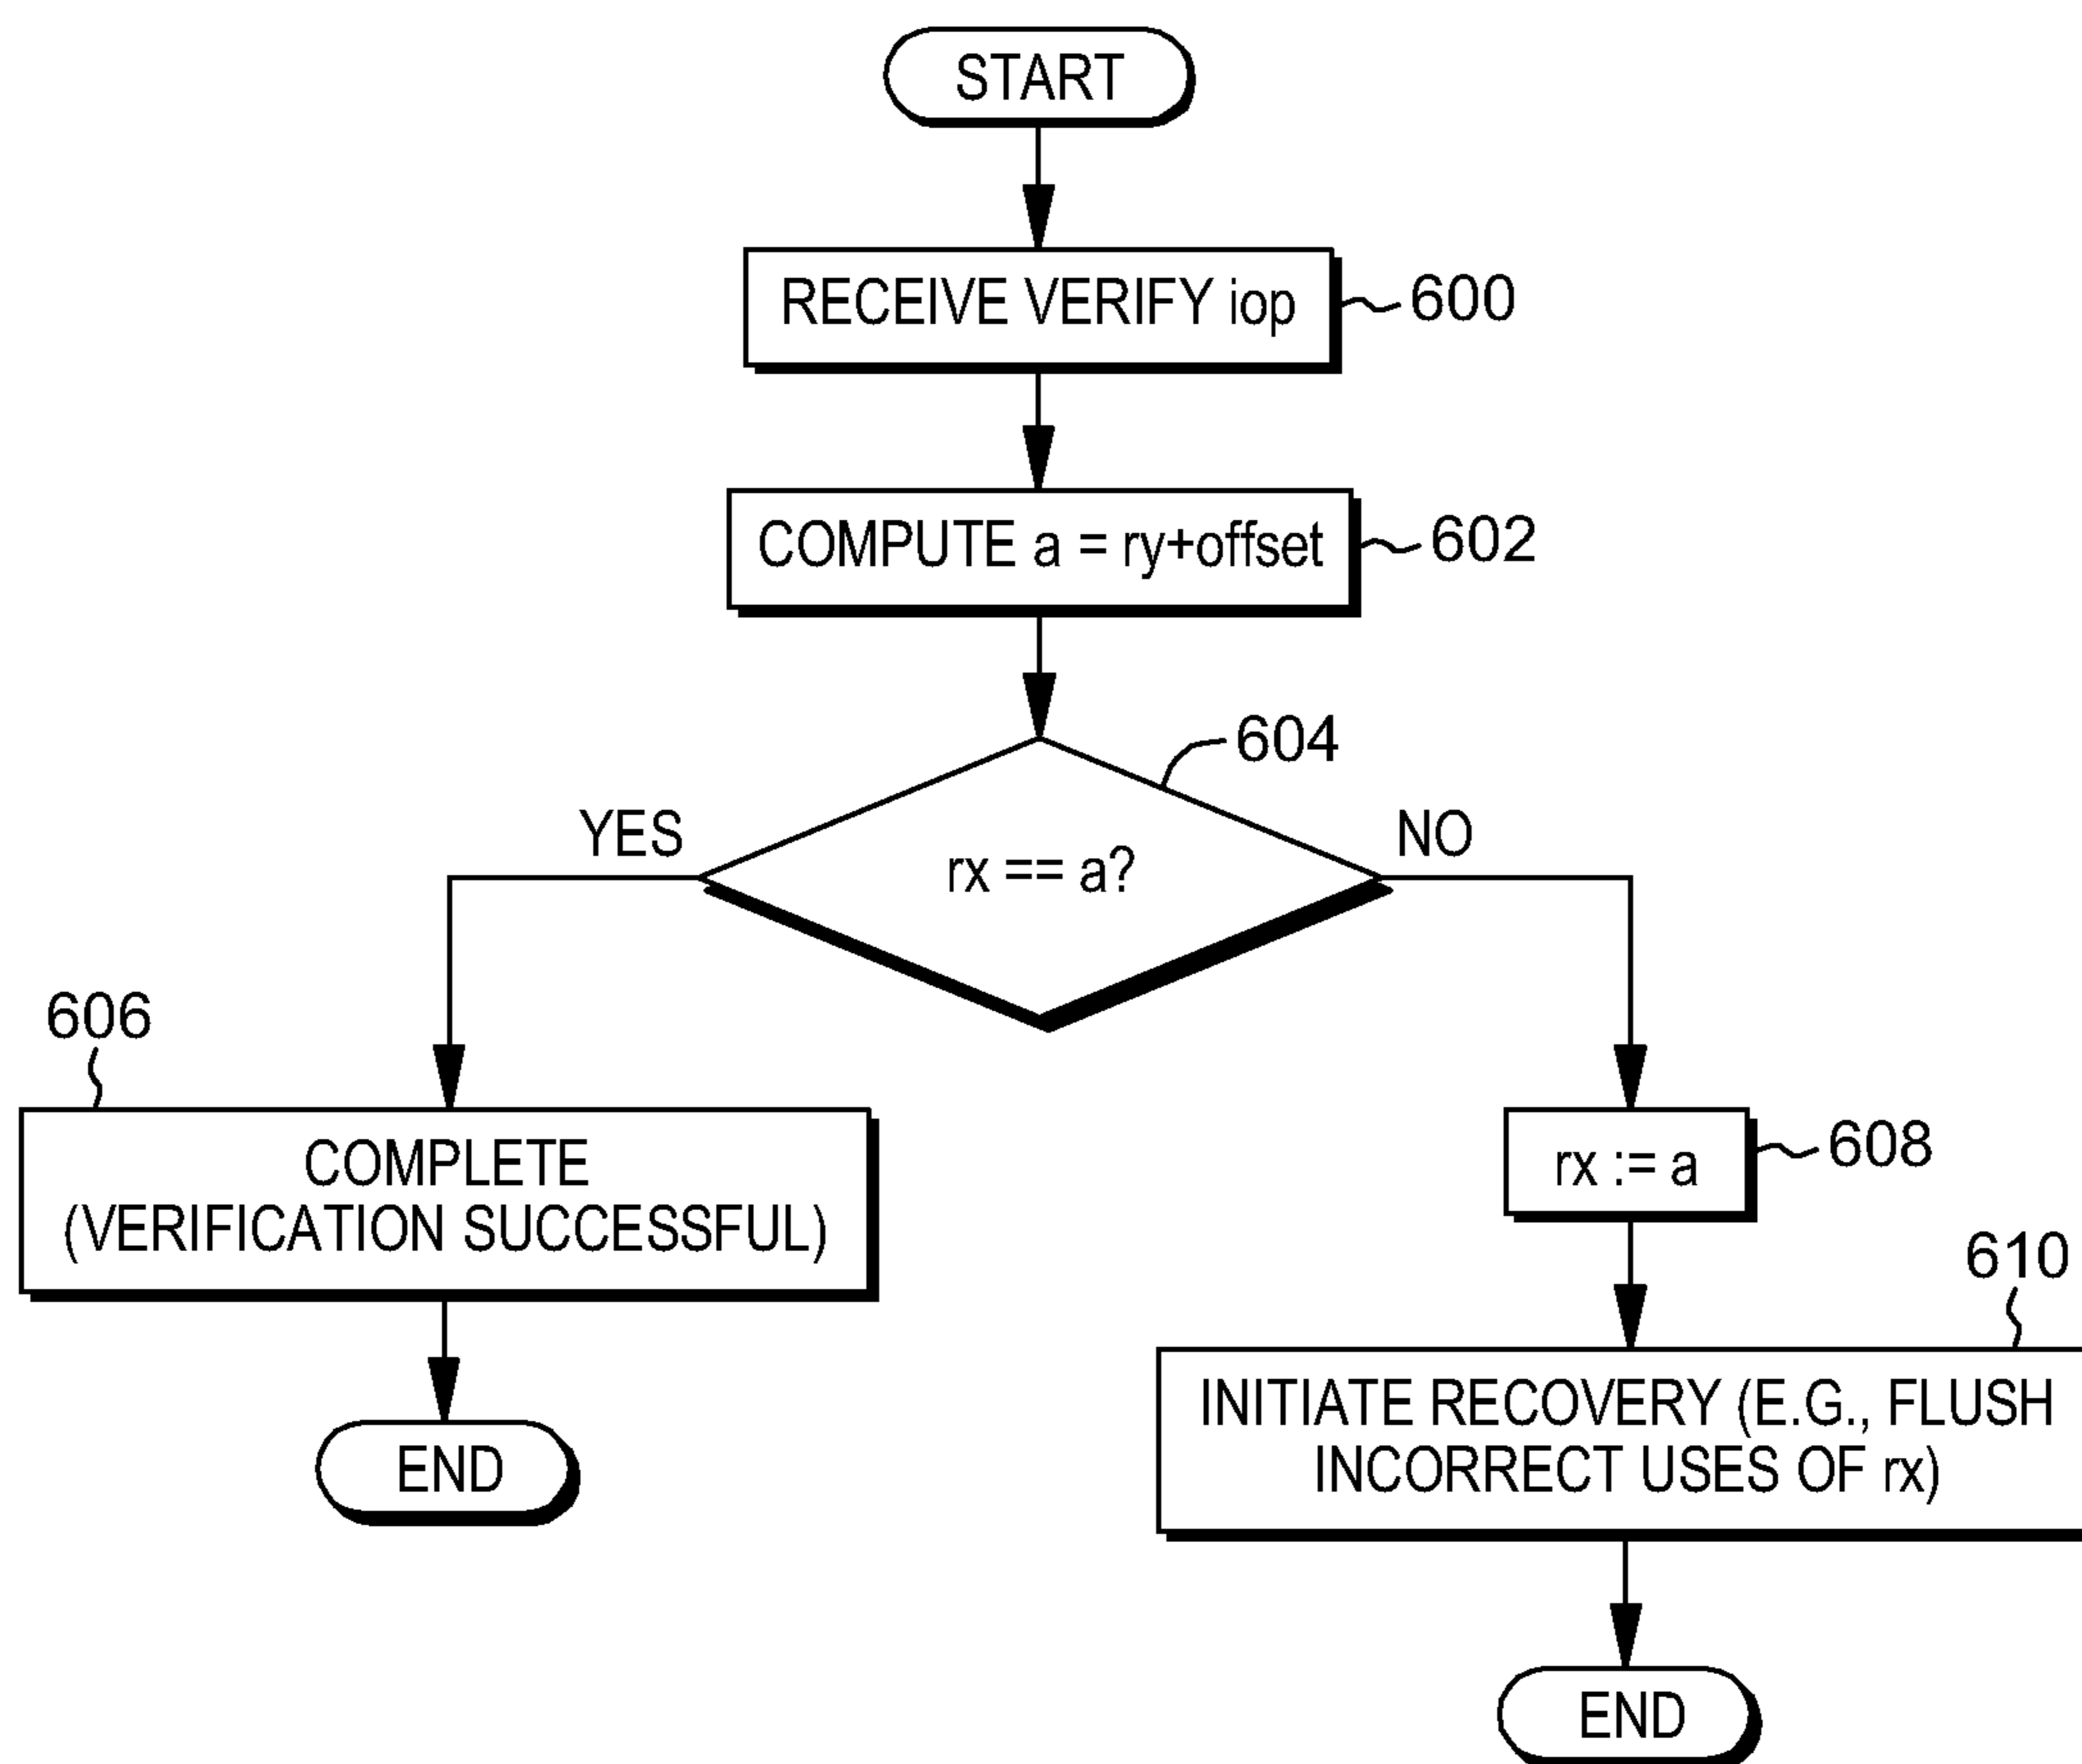 START
RECEIVE VERIFY iop
600
COMPUTE a = ry+offset
602
604
YES
rx == a?
NO
606
COMPLETE
(VERIFICATION SUCCESSFUL)
rx := a
608
610
INITIATE RECOVERY (E.G., FLUSH
INCORRECT USES OF rx)
END
END